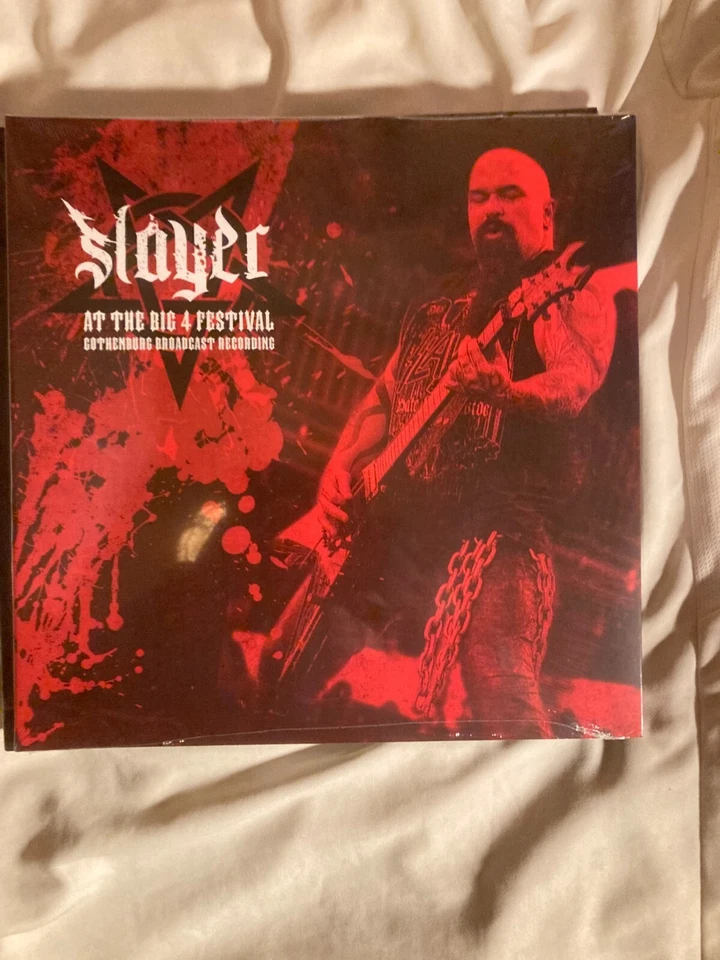 slayer
AT THE BIG 4 FESTIVAL
GOTHENBURG BROADCAST RECORDING